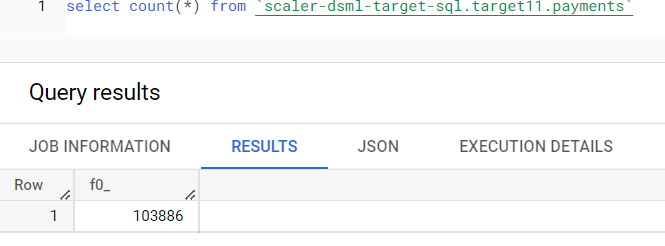 1 select count(*) from `scaler-dsml-target-sql.target11.payments`
Query results
JOB INFORMATION RESULTS JSON EXECUTION DETAILS
Row f0_
1 103886